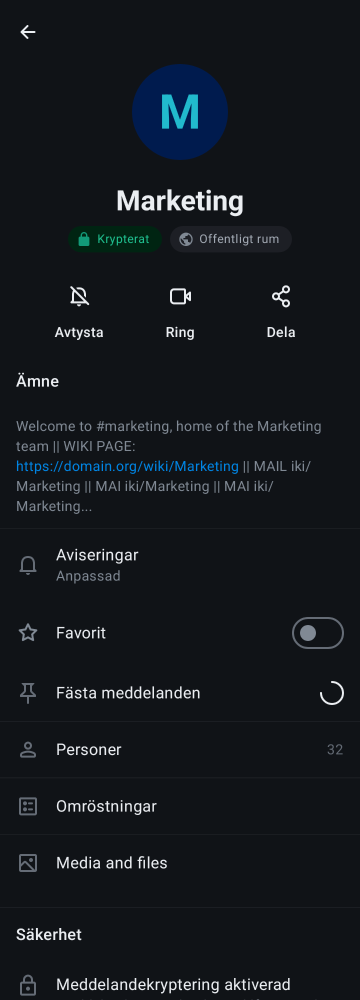 M
Marketing
Krypterat
Offentligt rum
Avtysta
Ring
Dela
Ämne
Welcome to #marketing, home of the Marketing
team || WIKI PAGE:
https://domain.org/wiki/Marketing || MAIL iki/
Marketing || MAI iki/Marketing || MAI iki/
Marketing...
Aviseringar
Anpassad
Favorit
Fästa meddelanden
Personer
32
Omröstningar
Media and files
Säkerhet
Meddelandekryptering aktiverad